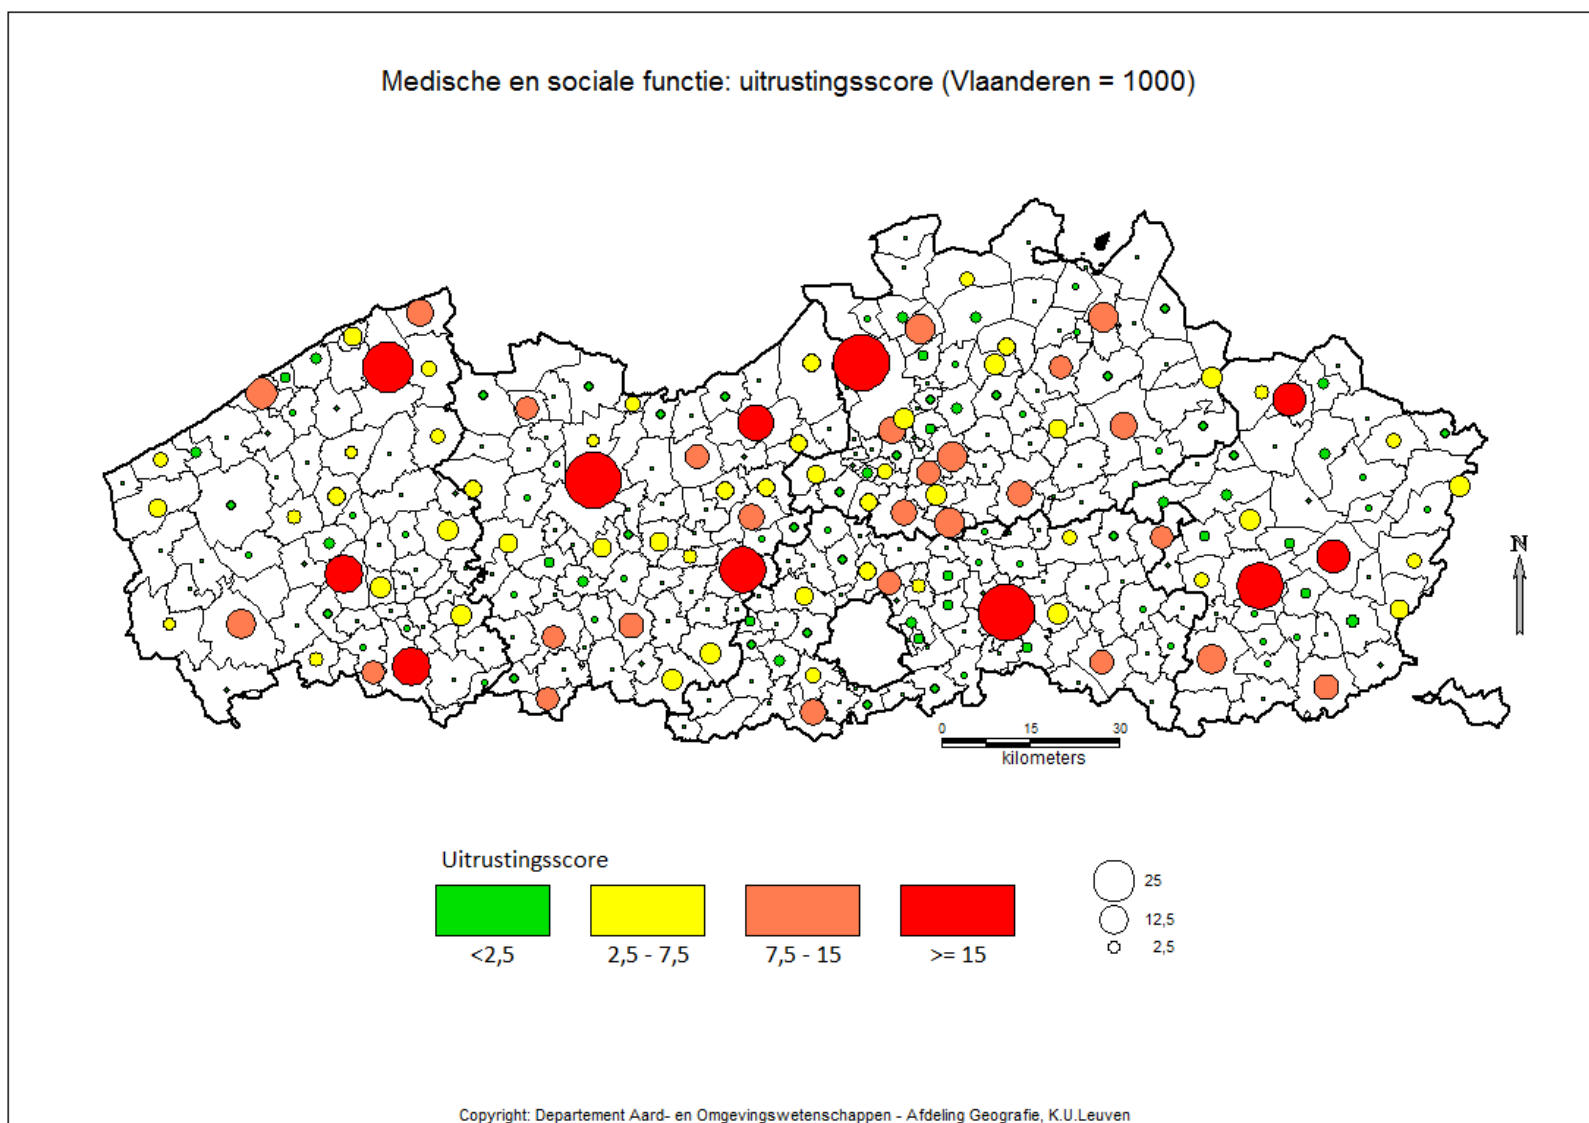 Medische en sociale functie: uitrustingsscore (Vlaanderen = 1000)
N
0 15 30
kilometers
Uitrustingsscore
<2,5 2,5 - 7,5 7,5 - 15 >= 15
25
12,5
2,5
Copyright: Departement Aard- en Omgevingswetenschappen - Afdeling Geografie, K.U.Leuven